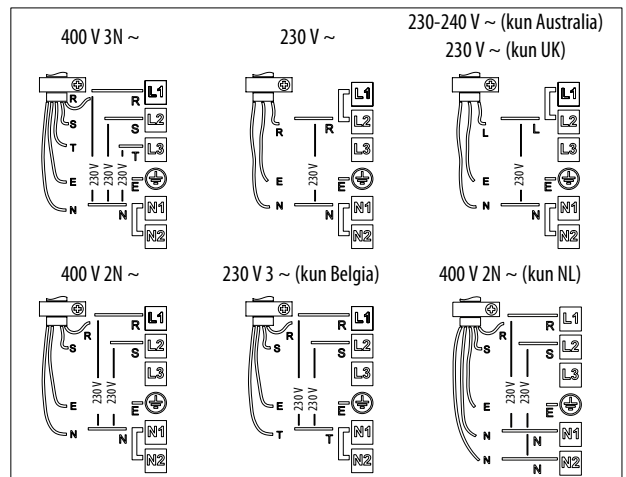 400 V 3N ~
R
S
T
E
N
230 V
230 V
230 V
R
S
T
E
N
L1
L2
L3
N1
N2
230 V ~
R
E
N
230 V
R
E
N
L1
L2
L3
N1
N2
230-240 V ~ (kun Australia)
230 V ~ (kun UK)
L
E
N
230 V
L
E
N
L1
L2
L3
N1
N2
400 V 2N ~
R
S
E
N
230 V
230 V
R
S
E
N
L1
L2
L3
N1
N2
230 V 3 ~ (kun Belgia)
R
S
E
T
230 V
230 V
R
S
E
T
L1
L2
L3
N1
N2
400 V 2N ~ (kun NL)
R
S
E
N
N
230 V
230 V
R
S
E
N
N
L1
L2
L3
N1
N2